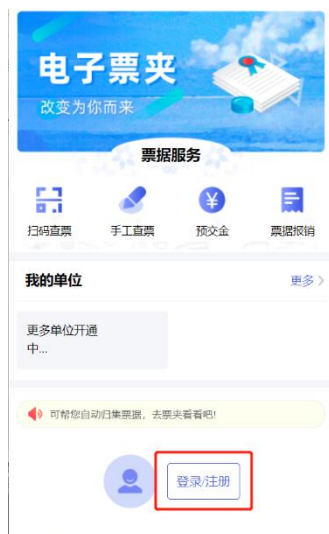 电子票夹
改变为你而来
票据服务
扫码查票 手工查票 预交金 票据报销
我的单位 更多 >
更多单位开通
中...
可帮您自动归集票据，去票夹看看吧!
登录/注册